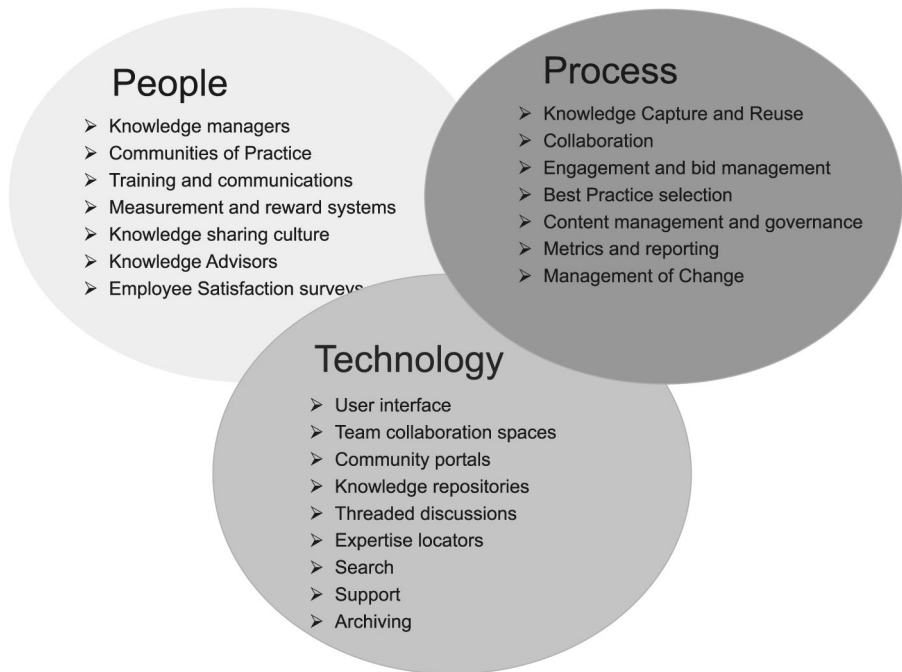 People
➢ Knowledge managers
➢ Communities of Practice
➢ Training and communications
➢ Measurement and reward systems
➢ Knowledge sharing culture
➢ Knowledge Advisors
➢ Employee Satisfaction surveys
Process
➢ Knowledge Capture and Reuse
➢ Collaboration
➢ Engagement and bid management
➢ Best Practice selection
➢ Content management and governance
➢ Metrics and reporting
➢ Management of Change
Technology
➢ User interface
➢ Team collaboration spaces
➢ Community portals
➢ Knowledge repositories
➢ Threaded discussions
➢ Expertise locators
➢ Search
➢ Support
➢ Archiving